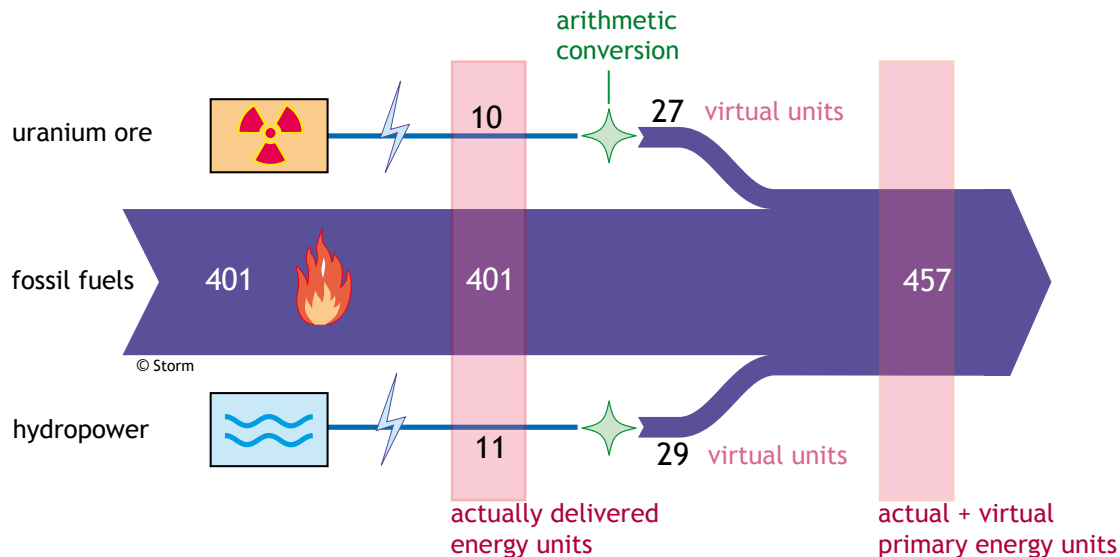 arithmetic
conversion
uranium ore
10
27
virtual units
fossil fuels
401
401
457
© Storm
hydropower
11
29
virtual units
actually delivered
energy units
actual + virtual
primary energy units